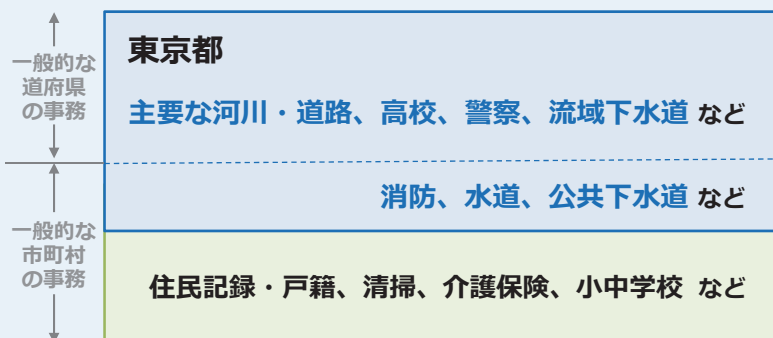 一般的な
道府県
の事務
東京都
主要な河川・道路、高校、警察、流域下水道 など
消防、水道、公共下水道 など
一般的な
市町村
の事務
住民記録・戸籍、清掃、介護保険、小中学校 など